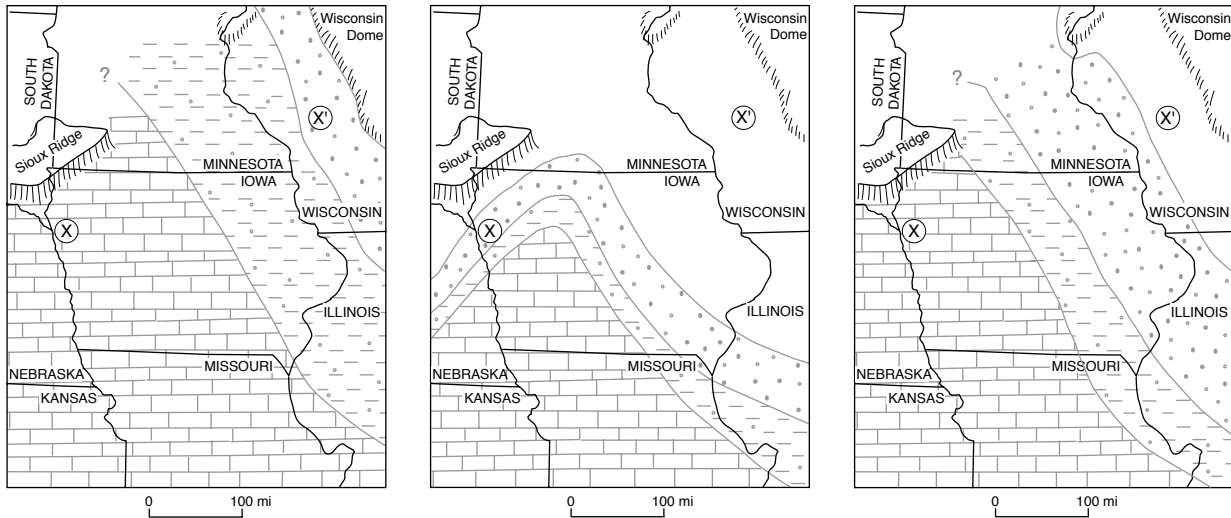 Wisconsin
Dome
SOUTH
DAKOTA
?
X'
Sioux Ridge
MINNESOTA
IOWA
WISCONSIN
X
ILLINOIS
MISSOURI
NEBRASKA
KANSAS
0 100 mi
Wisconsin
Dome
SOUTH
DAKOTA
X'
Sioux Ridge
MINNESOTA
IOWA
WISCONSIN
X
ILLINOIS
MISSOURI
NEBRASKA
KANSAS
0 100 mi
Wisconsin
Dome
SOUTH
DAKOTA
?
X'
Sioux Ridge
MINNESOTA
IOWA
WISCONSIN
X
ILLINOIS
MISSOURI
NEBRASKA
KANSAS
0 100 mi